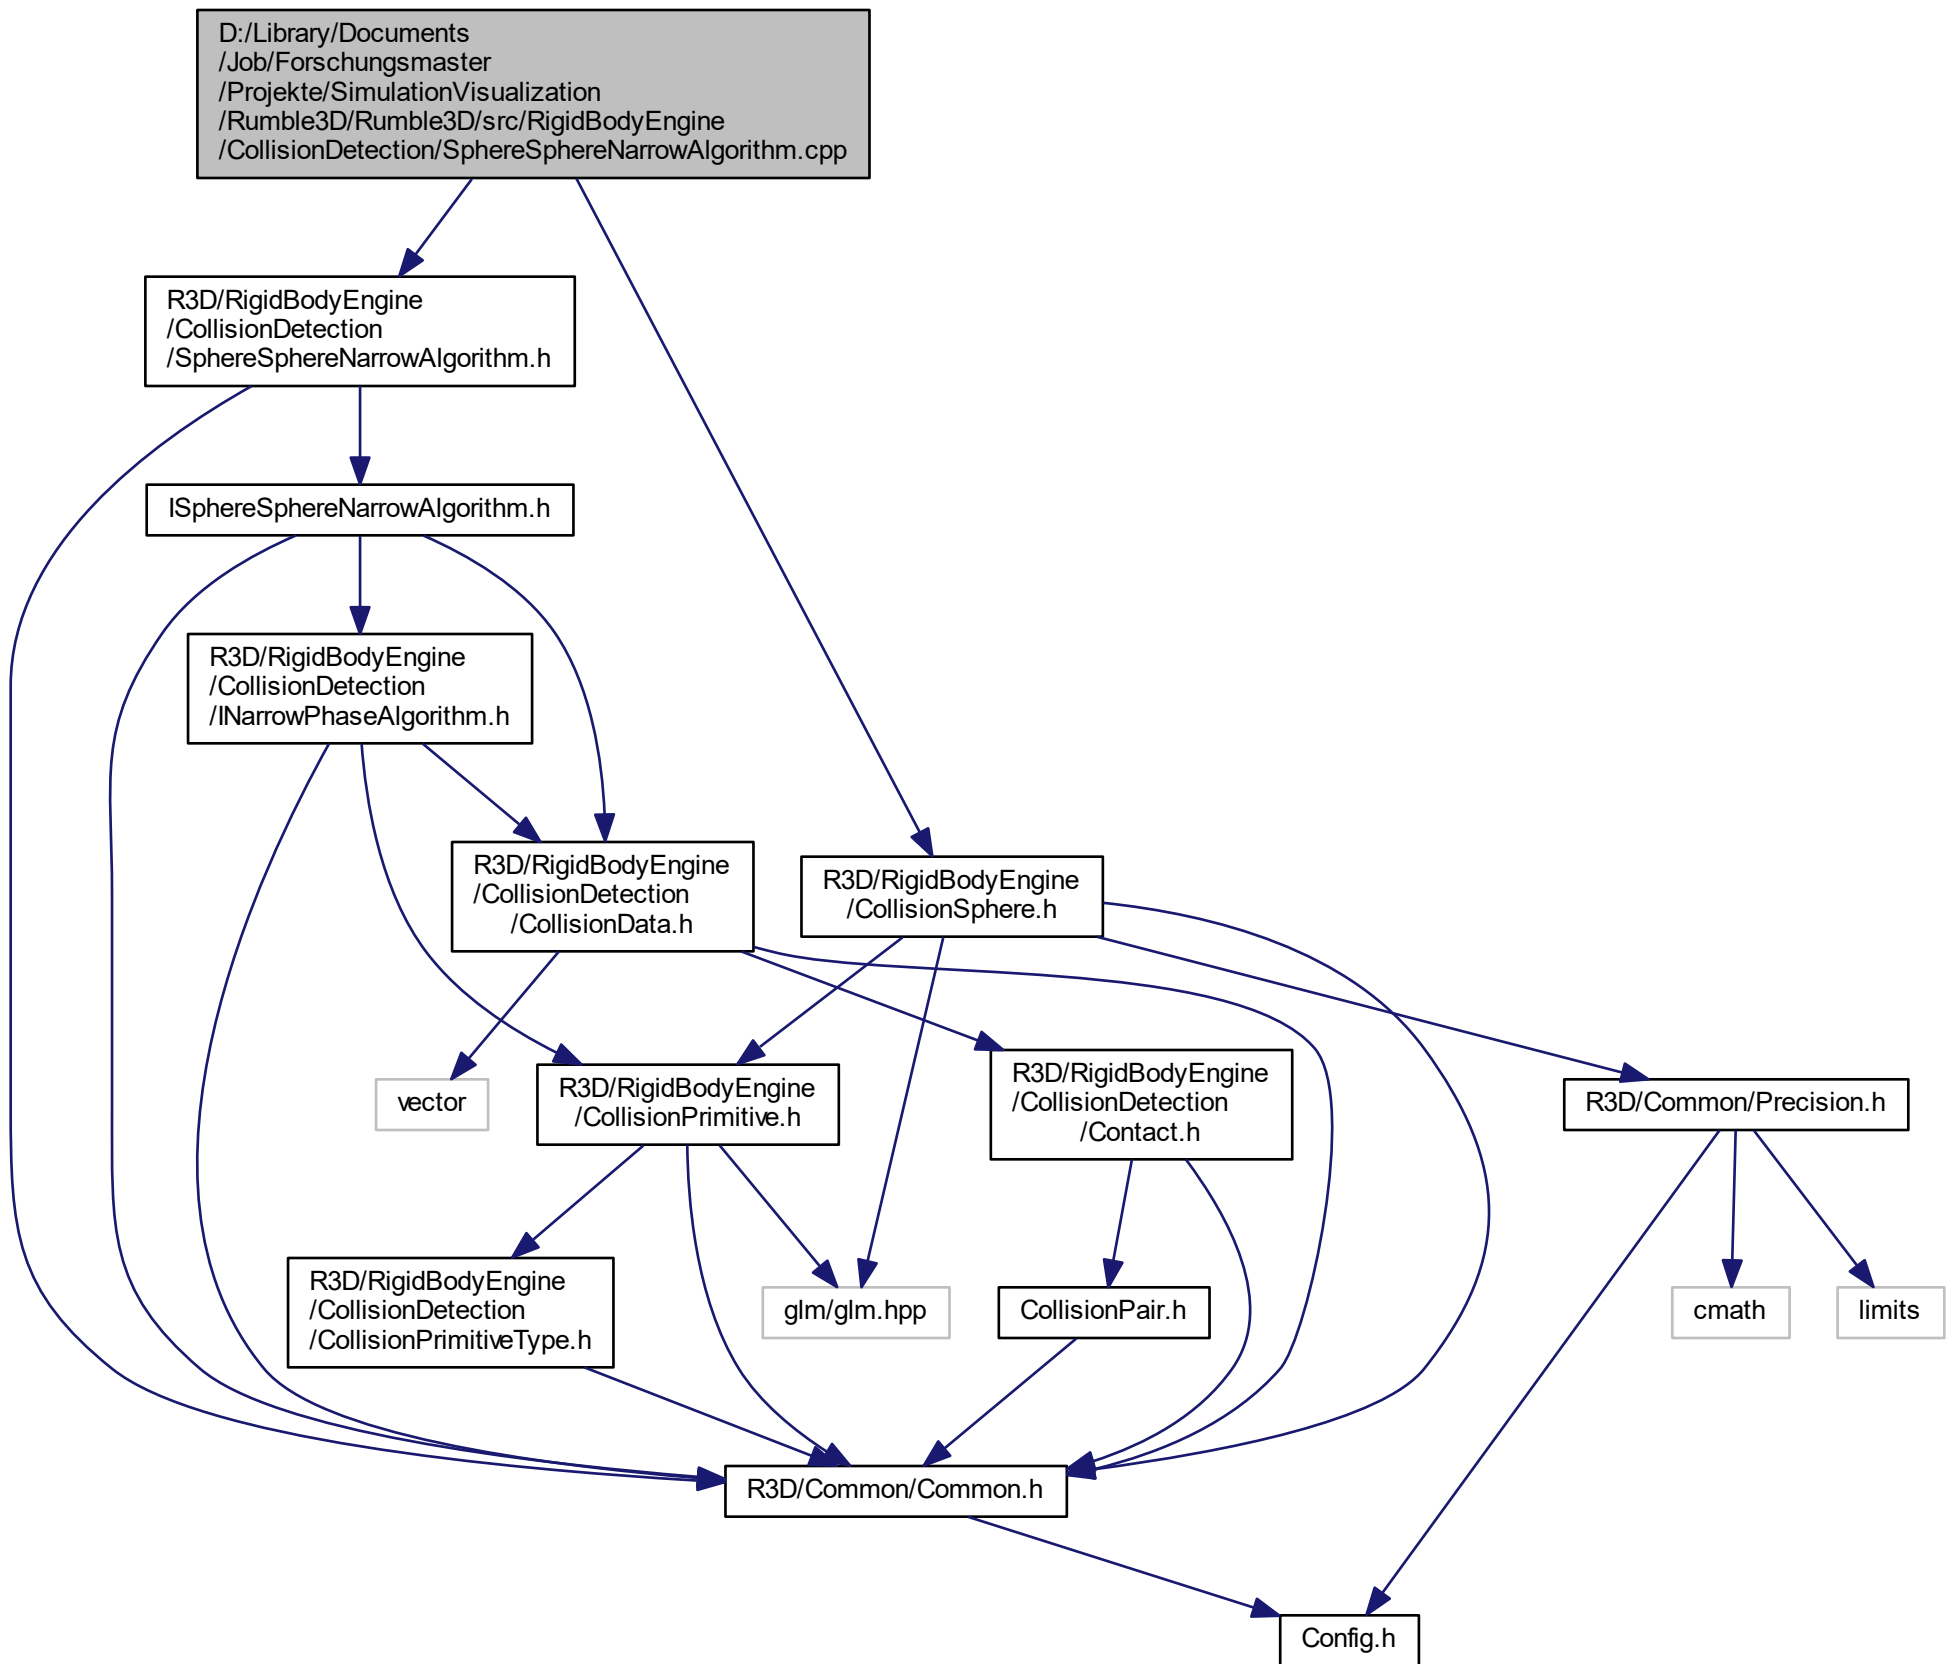 D:/Library/Documents
/Job/Forschungsmaster
/Projekte/SimulationVisualization
/Rumble3D/Rumble3D/src/RigidBodyEngine
/CollisionDetection/SphereSphereNarrowAlgorithm.cpp
R3D/RigidBodyEngine
/CollisionDetection
/SphereSphereNarrowAlgorithm.h
ISphereSphereNarrowAlgorithm.h
R3D/RigidBodyEngine
/CollisionDetection
/INarrowPhaseAlgorithm.h
R3D/RigidBodyEngine
/CollisionDetection
/CollisionData.h
R3D/RigidBodyEngine
/CollisionSphere.h
vector
R3D/RigidBodyEngine
/CollisionPrimitive.h
R3D/RigidBodyEngine
/CollisionDetection
/Contact.h
R3D/Common/Precision.h
R3D/RigidBodyEngine
/CollisionDetection
/CollisionPrimitiveType.h
glm/glm.hpp
CollisionPair.h
cmath
limits
R3D/Common/Common.h
Config.h